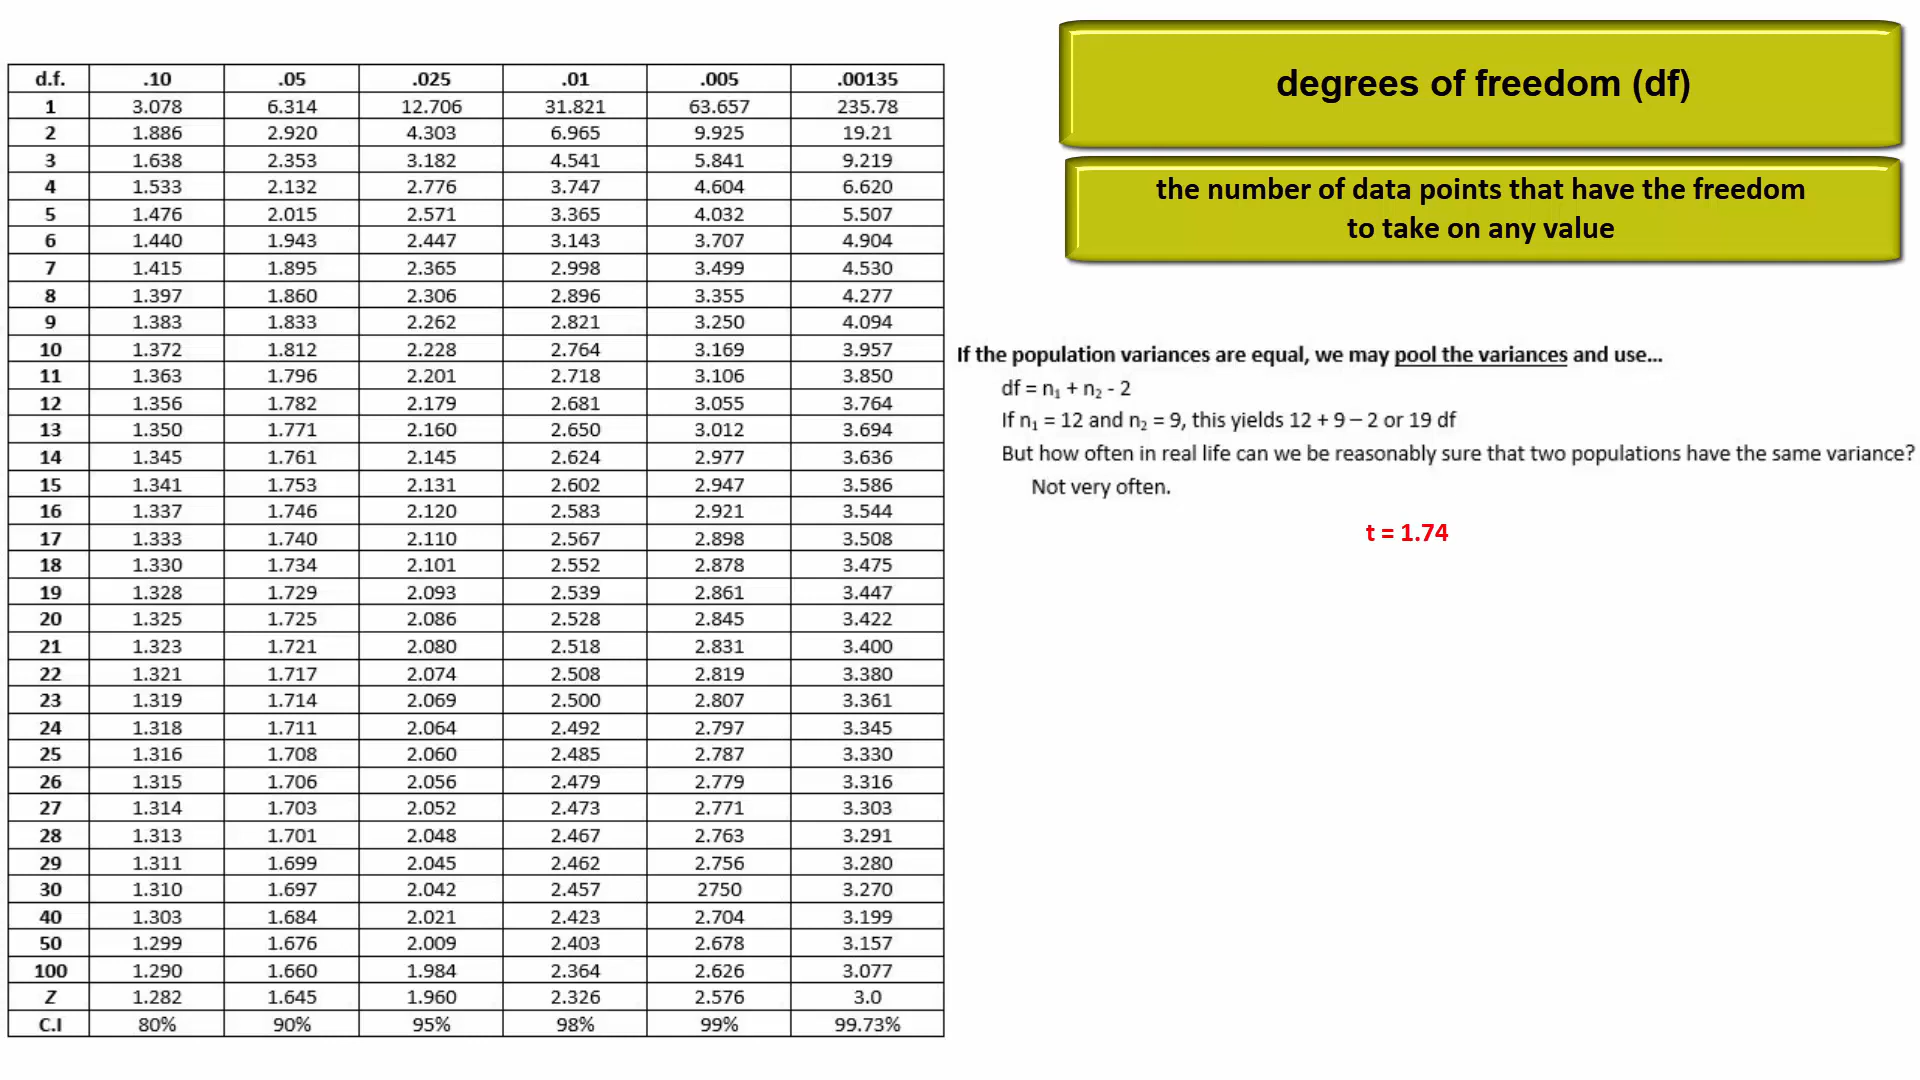 d.f. .10 .05 .025 .01 .005 .00135
1 3.078 6.314 12.706 31.821 63.657 235.78
2 1.886 2.920 4.303 6.965 9.925 19.21
3 1.638 2.353 3.182 4.541 5.841 9.219
4 1.533 2.132 2.776 3.747 4.604 6.620
5 1.476 2.015 2.571 3.365 4.032 5.507
6 1.440 1.943 2.447 3.143 3.707 4.904
7 1.415 1.895 2.365 2.998 3.499 4.530
8 1.397 1.860 2.306 2.896 3.355 4.277
9 1.383 1.833 2.262 2.821 3.250 4.094
10 1.372 1.812 2.228 2.764 3.169 3.957
11 1.363 1.796 2.201 2.718 3.106 3.850
12 1.356 1.782 2.179 2.681 3.055 3.764
13 1.350 1.771 2.160 2.650 3.012 3.694
14 1.345 1.761 2.145 2.624 2.977 3.636
15 1.341 1.753 2.131 2.602 2.947 3.586
16 1.337 1.746 2.120 2.583 2.921 3.544
17 1.333 1.740 2.110 2.567 2.898 3.508
18 1.330 1.734 2.101 2.552 2.878 3.475
19 1.328 1.729 2.093 2.539 2.861 3.447
20 1.325 1.725 2.086 2.528 2.845 3.422
21 1.323 1.721 2.080 2.518 2.831 3.400
22 1.321 1.717 2.074 2.508 2.819 3.380
23 1.319 1.714 2.069 2.500 2.807 3.361
24 1.318 1.711 2.064 2.492 2.797 3.345
25 1.316 1.708 2.060 2.485 2.787 3.330
26 1.315 1.706 2.056 2.479 2.779 3.316
27 1.314 1.703 2.052 2.473 2.771 3.303
28 1.313 1.701 2.048 2.467 2.763 3.291
29 1.311 1.699 2.045 2.462 2.756 3.280
30 1.310 1.697 2.042 2.457 2750 3.270
40 1.303 1.684 2.021 2.423 2.704 3.199
50 1.299 1.676 2.009 2.403 2.678 3.157
100 1.290 1.660 1.984 2.364 2.626 3.077
Z 1.282 1.645 1.960 2.326 2.576 3.0
C.I 80% 90% 95% 98% 99% 99.73%
degrees of freedom (df)
the number of data points that have the freedom
to take on any value
If the population variances are equal, we may pool the variances and use...
df = n₁ + n₂ - 2
If n₁ = 12 and n₂ = 9, this yields 12 + 9 – 2 or 19 df
But how often in real life can we be reasonably sure that two populations have the same variance?
Not very often.
t = 1.74